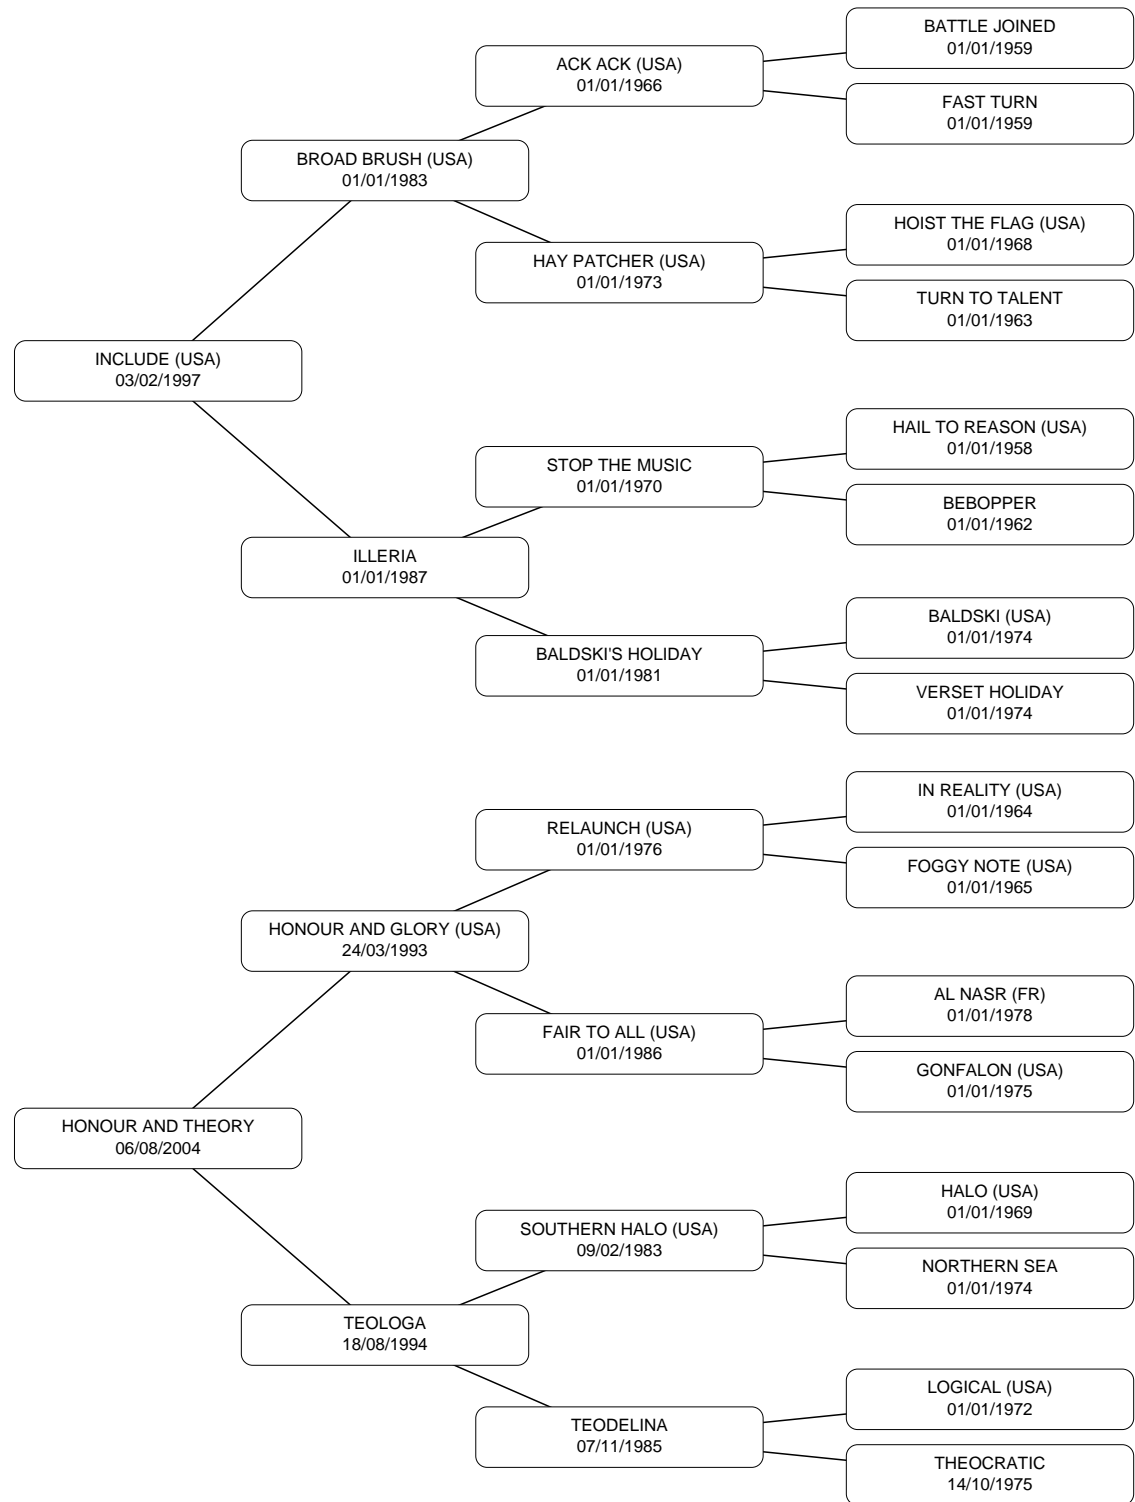 BATTLE JOINED
01/01/1959
ACK ACK (USA)
01/01/1966
FAST TURN
01/01/1959
BROAD BRUSH (USA)
01/01/1983
HOIST THE FLAG (USA)
01/01/1968
HAY PATCHER (USA)
01/01/1973
TURN TO TALENT
01/01/1963
INCLUDE (USA)
03/02/1997
HAIL TO REASON (USA)
01/01/1958
STOP THE MUSIC
01/01/1970
BEBOPPER
01/01/1962
ILLERIA
01/01/1987
BALDSKI (USA)
01/01/1974
BALDSKI'S HOLIDAY
01/01/1981
VERSET HOLIDAY
01/01/1974
IN REALITY (USA)
01/01/1964
RELAUNCH (USA)
01/01/1976
FOGGY NOTE (USA)
01/01/1965
HONOUR AND GLORY (USA)
24/03/1993
AL NASR (FR)
01/01/1978
FAIR TO ALL (USA)
01/01/1986
GONFALON (USA)
01/01/1975
HONOUR AND THEORY
06/08/2004
HALO (USA)
01/01/1969
SOUTHERN HALO (USA)
09/02/1983
NORTHERN SEA
01/01/1974
TEOLOGA
18/08/1994
LOGICAL (USA)
01/01/1972
TEODELINA
07/11/1985
THEOCRATIC
14/10/1975